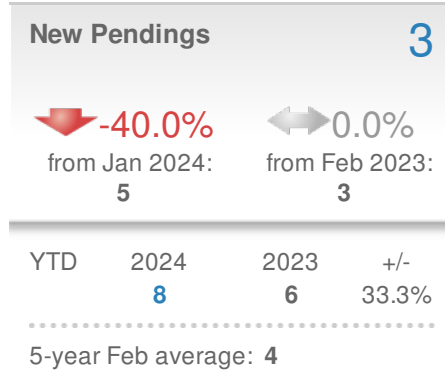 New Pendings 3
-40.0% 0.0%
from Jan 2024: from Feb 2023:
5 3
YTD 2024 2023 +/-
8 6 33.3%
5-year Feb average: 4